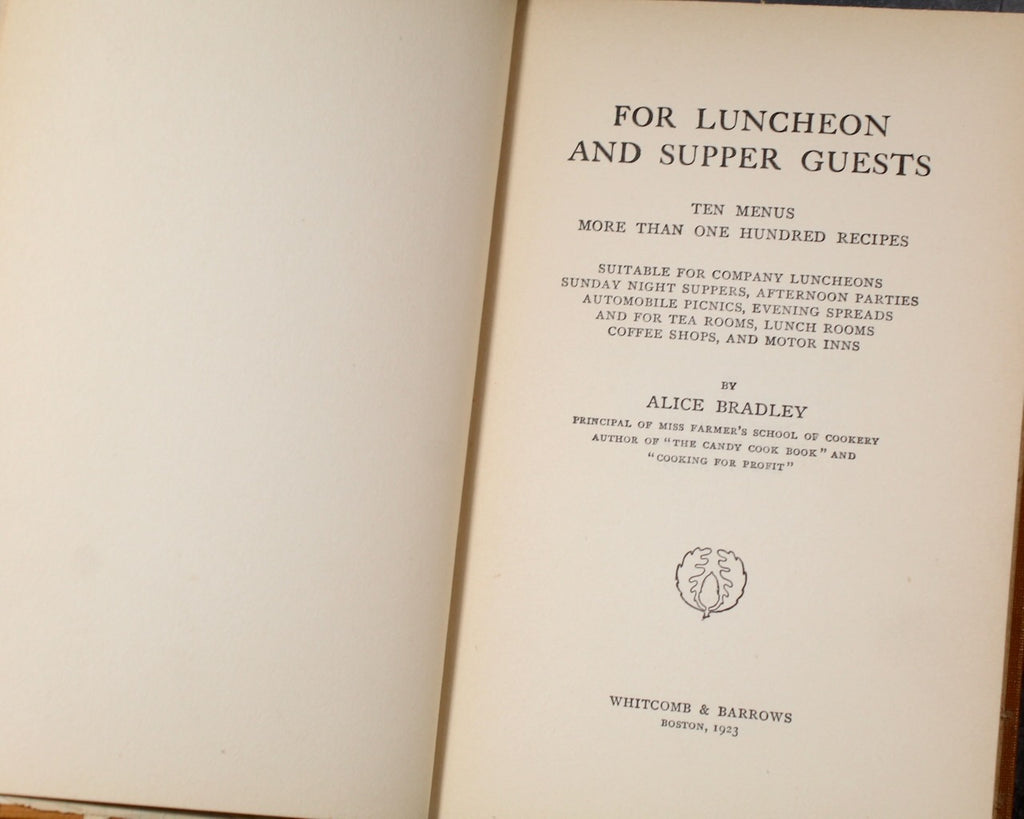 FOR LUNCHEON
AND SUPPER GUESTS
TEN MENUS
MORE THAN ONE HUNDRED RECIPES
SUITABLE FOR COMPANY LUNCHEONS
SUNDAY NIGHT SUPPERS, AFTERNOON PARTIES
AUTOMOBILE PICNICS, EVENING SPREADS
AND FOR TEA ROOMS, LUNCH ROOMS
COFFEE SHOPS, AND MOTOR INNS
BY
ALICE BRADLEY
PRINCIPAL OF MISS FARMER'S SCHOOL OF COOKERY
AUTHOR OF "THE CANDY COOK BOOK" AND
"COOKING FOR PROFIT"
WHITCOMB & BARROWS
BOSTON, 1923